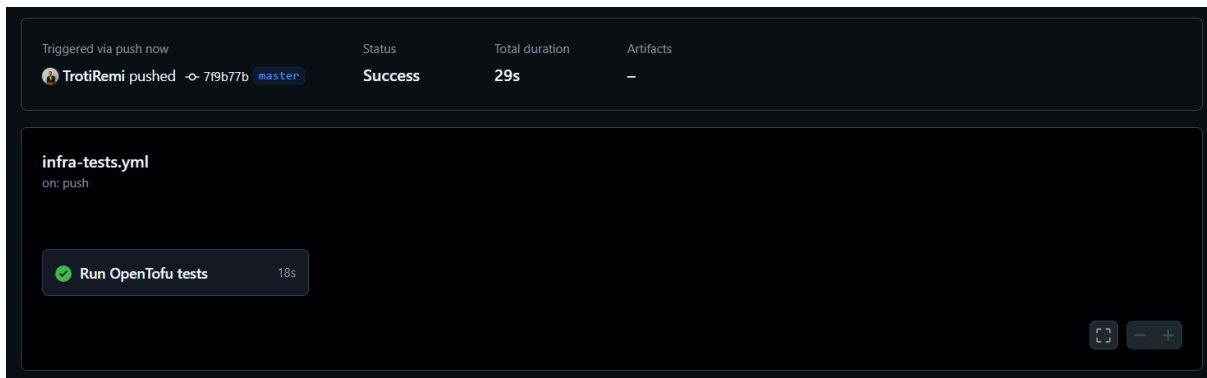 Triggered via push now
TrotiRemi pushed 7f9b77b master
Status
Success
Total duration
29s
Artifacts
–
infra-tests.yml
on: push
Run OpenTofu tests 18s